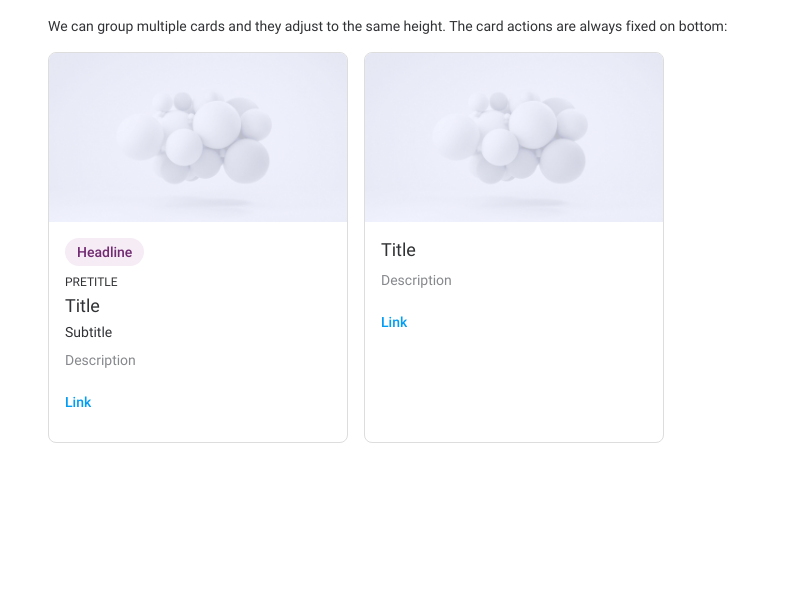 We can group multiple cards and they adjust to the same height. The card actions are always fixed on bottom:
Headline
PRETITLE
Title
Subtitle
Description
Link
Title
Description
Link